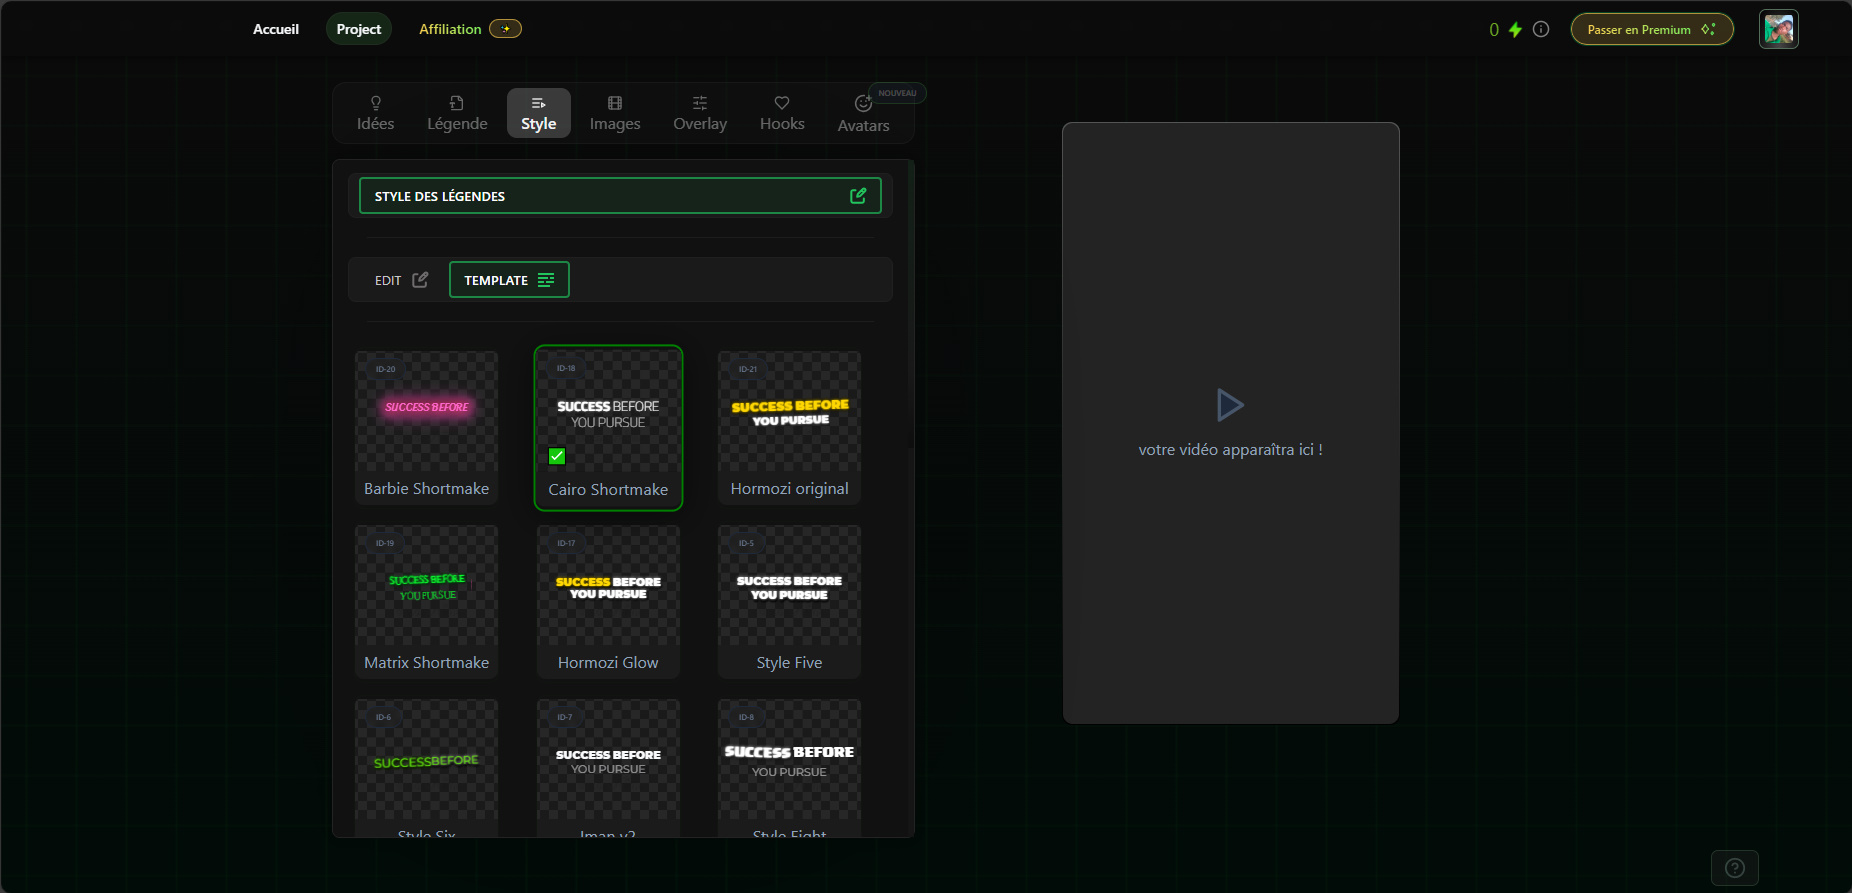 Accueil
Project
Affiliation
0
Passer en Premium
Idées
Légende
Style
Images
Overlay
Hooks
Avatars
NOUVEAU
STYLE DES LÉGENDES
EDIT
TEMPLATE
ID-20
SUCCESS BEFORE
Barbie Shortmake
ID-18
SUCCESS BEFORE
YOU PURSUE
Cairo Shortmake
ID-21
SUCCESS BEFORE
YOU PURSUE
Hormozi original
ID-19
SUCCESS BEFORE
YOU PURSUE
Matrix Shortmake
ID-17
SUCCESS BEFORE
YOU PURSUE
Hormozi Glow
ID-5
SUCCESS BEFORE
YOU PURSUE
Style Five
ID-6
SUCCESSBEFORE
Style Six
ID-7
SUCCESS BEFORE
YOU PURSUE
Iman v2
ID-8
SUCCESS BEFORE
YOU PURSUE
Style Eight
votre vidéo apparaîtra ici !